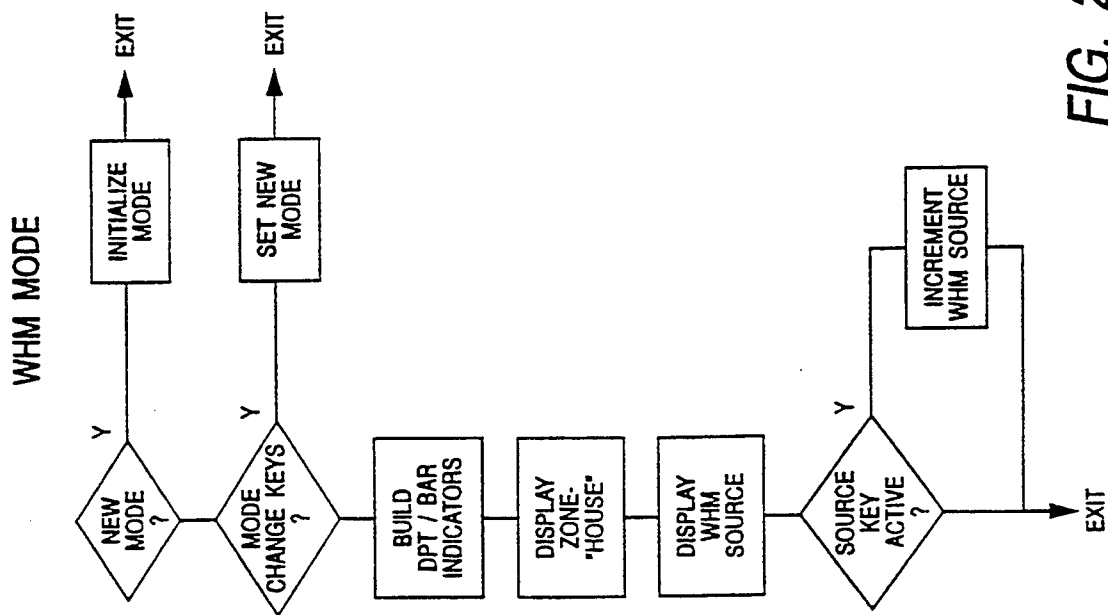 WHM MODE
NEW
MODE
?
Y
INITIALIZE
MODE
EXIT
MODE
CHANGE KEYS
?
Y
SET NEW
MODE
EXIT
BUILD
DPT / BAR
INDICATORS
DISPLAY
ZONE-
"HOUSE"
DISPLAY
WHM
SOURCE
SOURCE
KEY
ACTIVE
?
Y
INCREMENT
WHM SOURCE
EXIT
FIG.